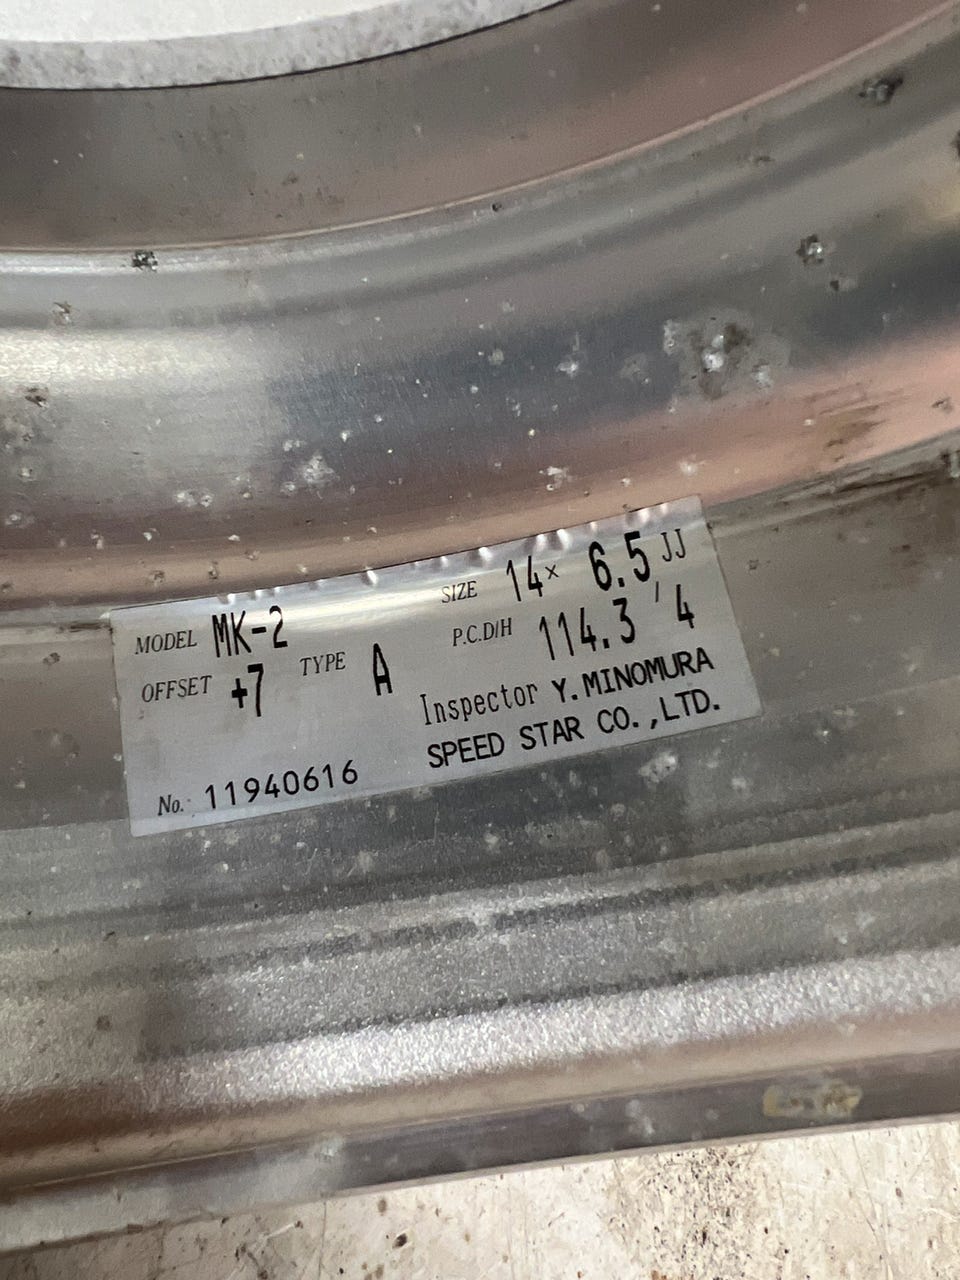 MODEL MK-2 SIZE 14× 6.5 JJ
OFFSET +7 TYPE A P.C.D/H 114.3 ′4
Inspector Y. MINOMURA
No. 11940616 SPEED STAR CO.,LTD.